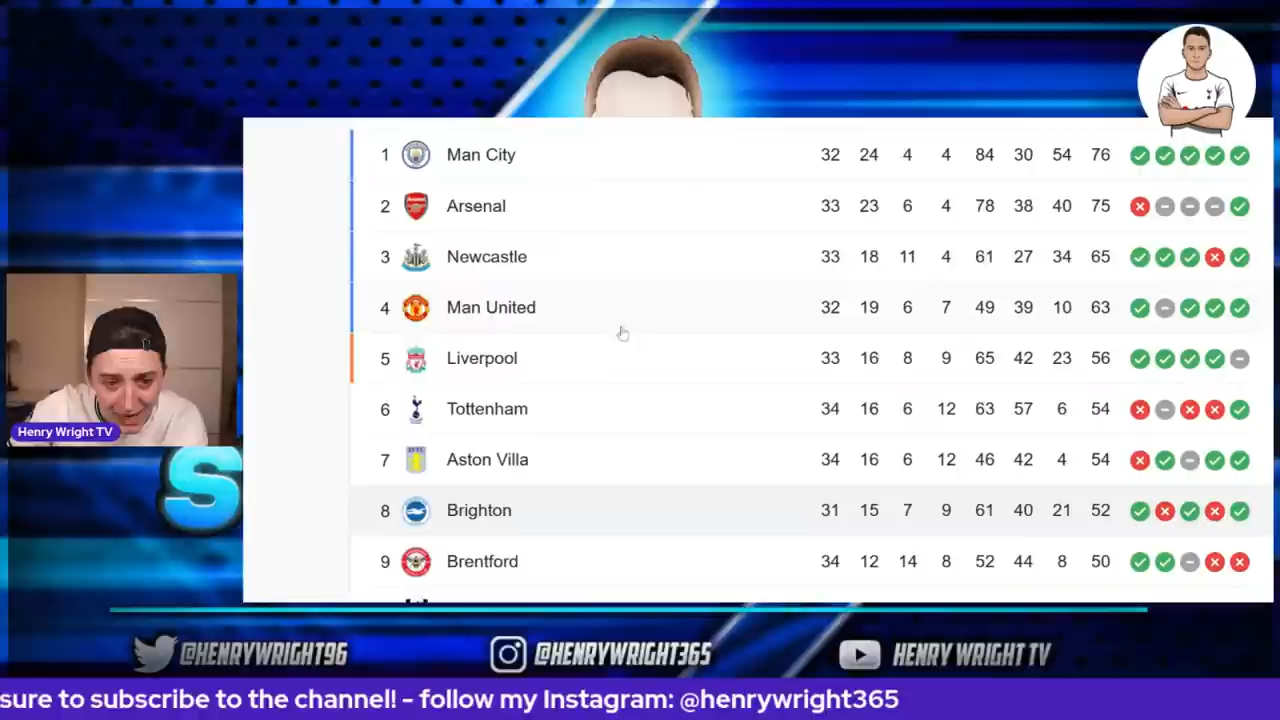 1 Man City 32 24 4 4 84 30 54 76
2 Arsenal 33 23 6 4 78 38 40 75
3 Newcastle 33 18 11 4 61 27 34 65
4 Man United 32 19 6 7 49 39 10 63
5 Liverpool 33 16 8 9 65 42 23 56
6 Tottenham 34 16 6 12 63 57 6 54
7 Aston Villa 34 16 6 12 46 42 4 54
8 Brighton 31 15 7 9 61 40 21 52
9 Brentford 34 12 14 8 52 44 8 50
Henry Wright TV
S
@HENRYWRIGHT96
@HENRYWRIGHT365
HENRY WRIGHT TV
sure to subscribe to the channel! - follow my Instagram: @henrywright365